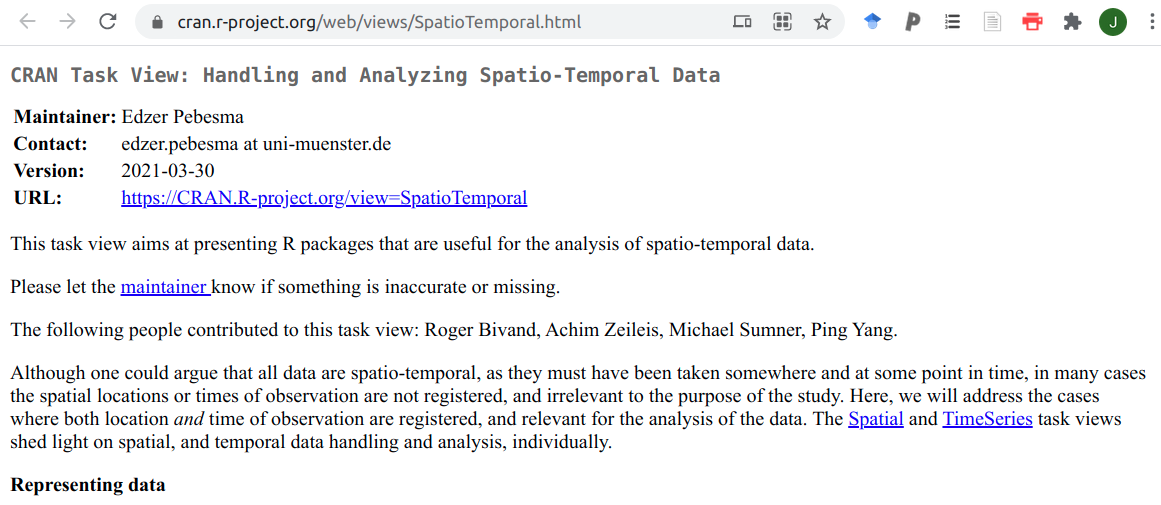 cran.r-project.org/web/views/SpatioTemporal.html
J
CRAN Task View: Handling and Analyzing Spatio-Temporal Data
Maintainer: Edzer Pebesma
Contact: edzer.pebesma at uni-muenster.de
Version: 2021-03-30
URL: https://CRAN.R-project.org/view=SpatioTemporal
This task view aims at presenting R packages that are useful for the analysis of spatio-temporal data.
Please let the maintainer know if something is inaccurate or missing.
The following people contributed to this task view: Roger Bivand, Achim Zeileis, Michael Sumner, Ping Yang.
Although one could argue that all data are spatio-temporal, as they must have been taken somewhere and at some point in time, in many cases
the spatial locations or times of observation are not registered, and irrelevant to the purpose of the study. Here, we will address the cases
where both location and time of observation are registered, and relevant for the analysis of the data. The Spatial and TimeSeries task views
shed light on spatial, and temporal data handling and analysis, individually.
Representing data